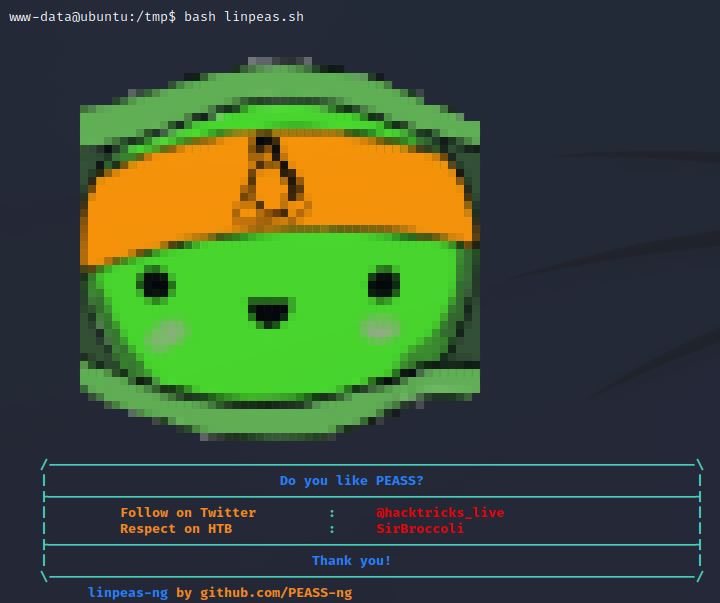 www-data@ubuntu:/tmp$ bash linpeas.sh
Do you like PEASS?
Follow on Twitter : @hacktricks_live
Respect on HTB : SirBroccoli
Thank you!
linpeas-ng by github.com/PEASS-ng